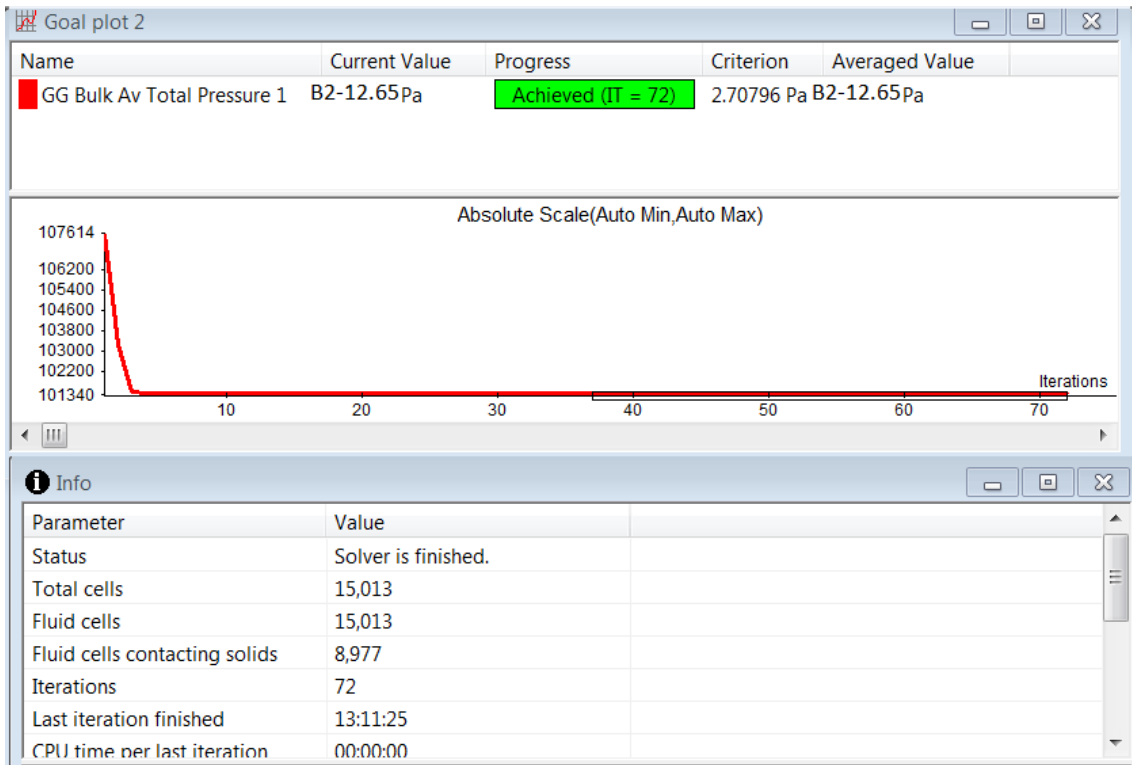 Goal plot 2
Name Current Value Progress Criterion Averaged Value
GG Bulk Av Total Pressure 1 B2-12.65Pa Achieved (IT = 72) 2.70796 Pa B2-12.65Pa
Absolute Scale(Auto Min,Auto Max)
107614
106200
105400
104600
103800
103000
102200
Iterations
101340
10 20 30 40 50 60 70
Info
Parameter Value
Status Solver is finished.
Total cells 15,013
Fluid cells 15,013
Fluid cells contacting solids 8,977
Iterations 72
Last iteration finished 13:11:25
CPU time per last iteration 00:00:00